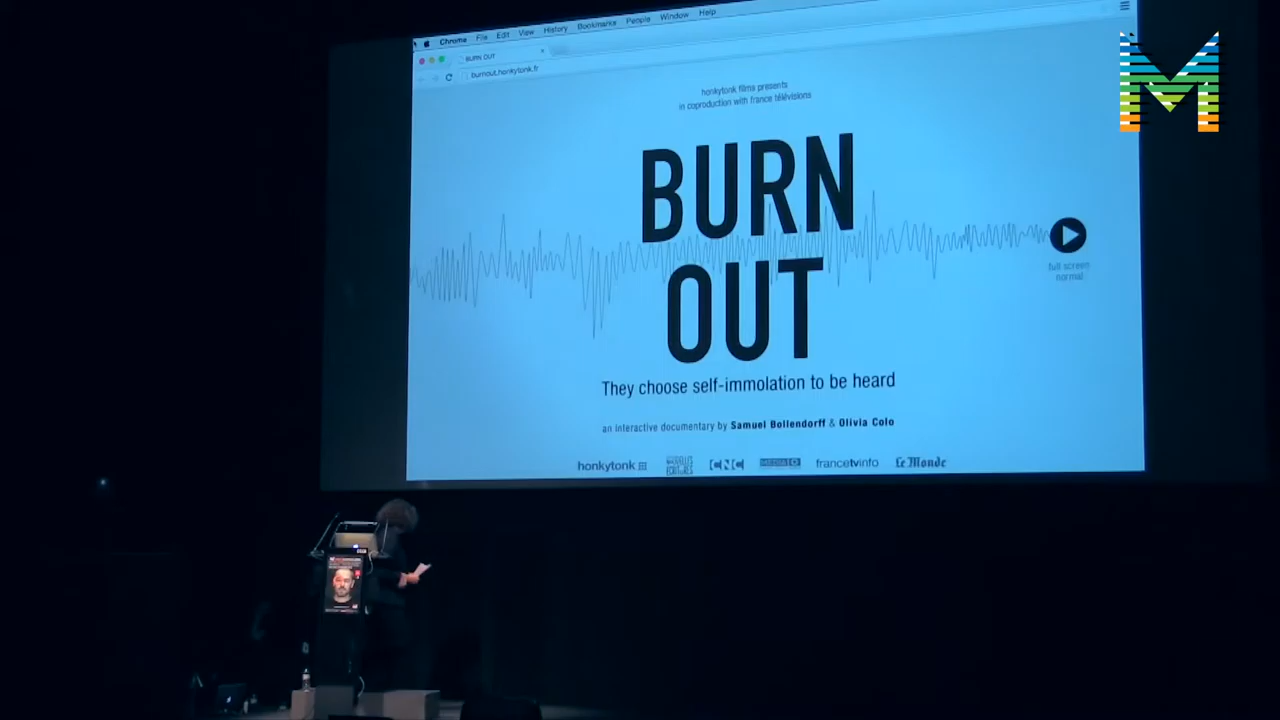 Chrome File Edit View History Bookmarks People Window Help
BURN OUT
burnout.honkytonk.fr
honkytonk films presents
in coproduction with france télévisions
BURN
OUT
full screen
normal
They choose self-immolation to be heard
an interactive documentary by Samuel Bollendorff & Olivia Colo
honkytonk CNC francetvinfo Le Monde
M